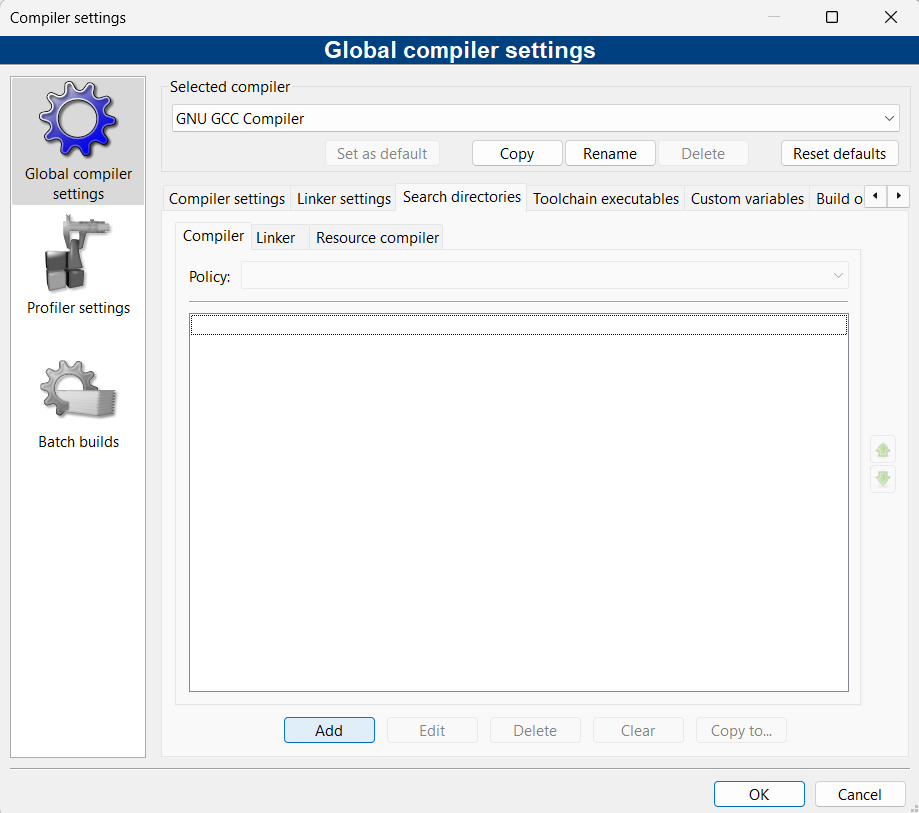 Compiler settings
Global compiler settings
Global compiler
settings
Profiler settings
Batch builds
Selected compiler
GNU GCC Compiler
Set as default
Copy
Rename
Delete
Reset defaults
Compiler settings
Linker settings
Search directories
Toolchain executables
Custom variables
Build o
Compiler
Linker
Resource compiler
Policy:
Add
Edit
Delete
Clear
Copy to...
OK
Cancel